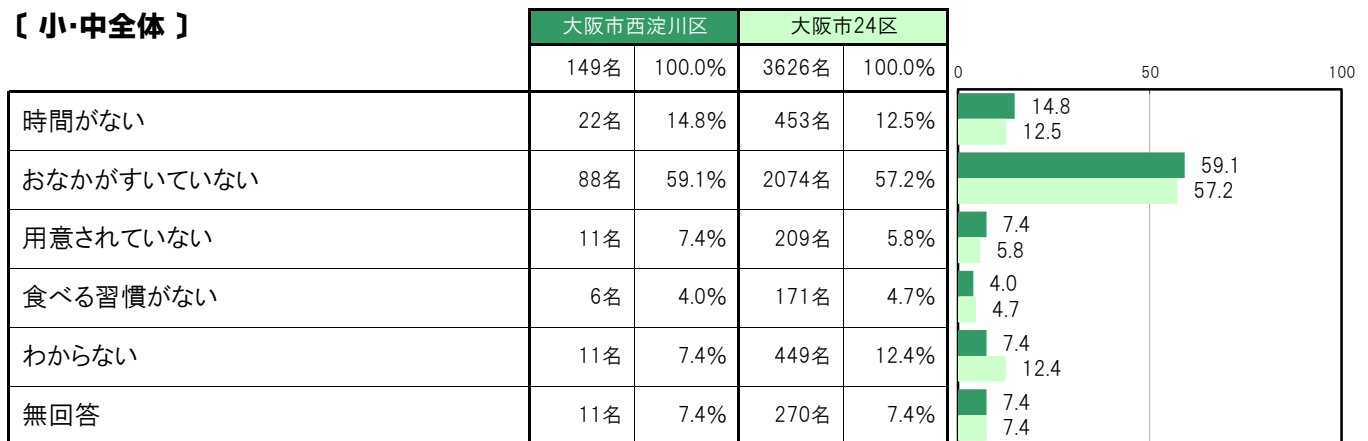 〔 小・中全体 〕
大阪市西淀川区 大阪市24区
149名 100.0% 3626名 100.0% 0 50 100
時間がない 22名 14.8% 453名 12.5% 14.8
12.5
おなかがすいていない 88名 59.1% 2074名 57.2% 59.1
57.2
用意されていない 11名 7.4% 209名 5.8% 7.4
5.8
食べる習慣がない 6名 4.0% 171名 4.7% 4.0
4.7
わからない 11名 7.4% 449名 12.4% 7.4
12.4
無回答 11名 7.4% 270名 7.4% 7.4
7.4